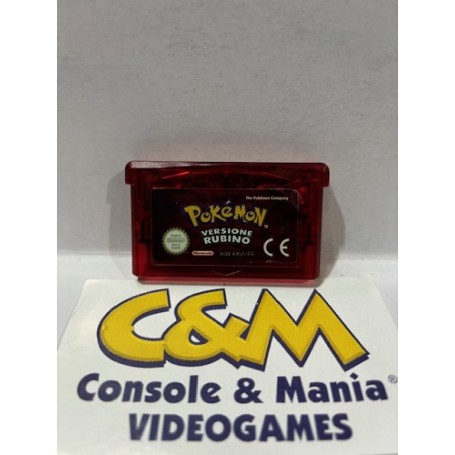 The Pokémon Company
POKéMON
VERSIONE
RUBINO
Nintendo
CE
C&M
Console & Mania®
VIDEOGAMES